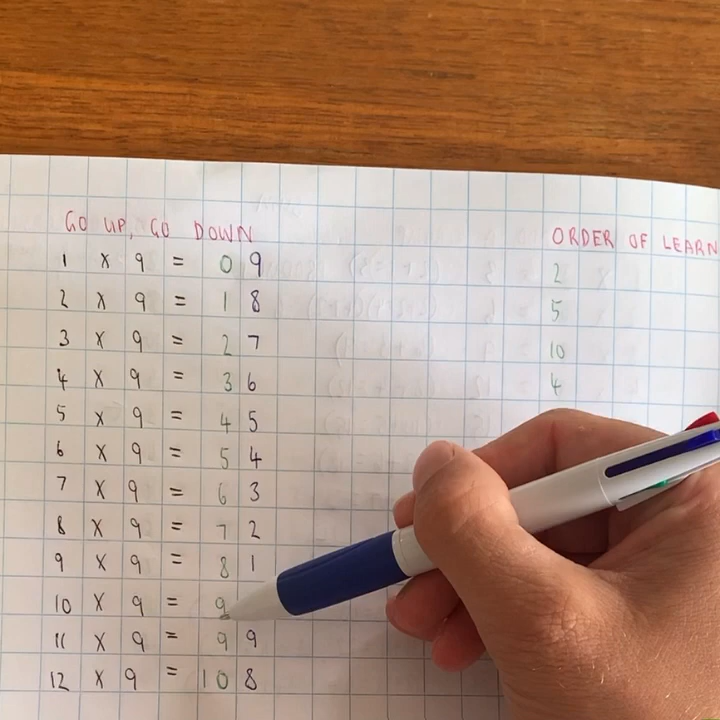 GO UP, GO DOWN
1 x 9 = 0 9
2 x 9 = 1 8
3 x 9 = 2 7
4 x 9 = 3 6
5 x 9 = 4 5
6 x 9 = 5 4
7 x 9 = 6 3
8 x 9 = 7 2
9 x 9 = 8 1
10 x 9 = 9
11 x 9 = 9 9
12 x 9 = 10 8
ORDER OF LEARN
2
5
10
4